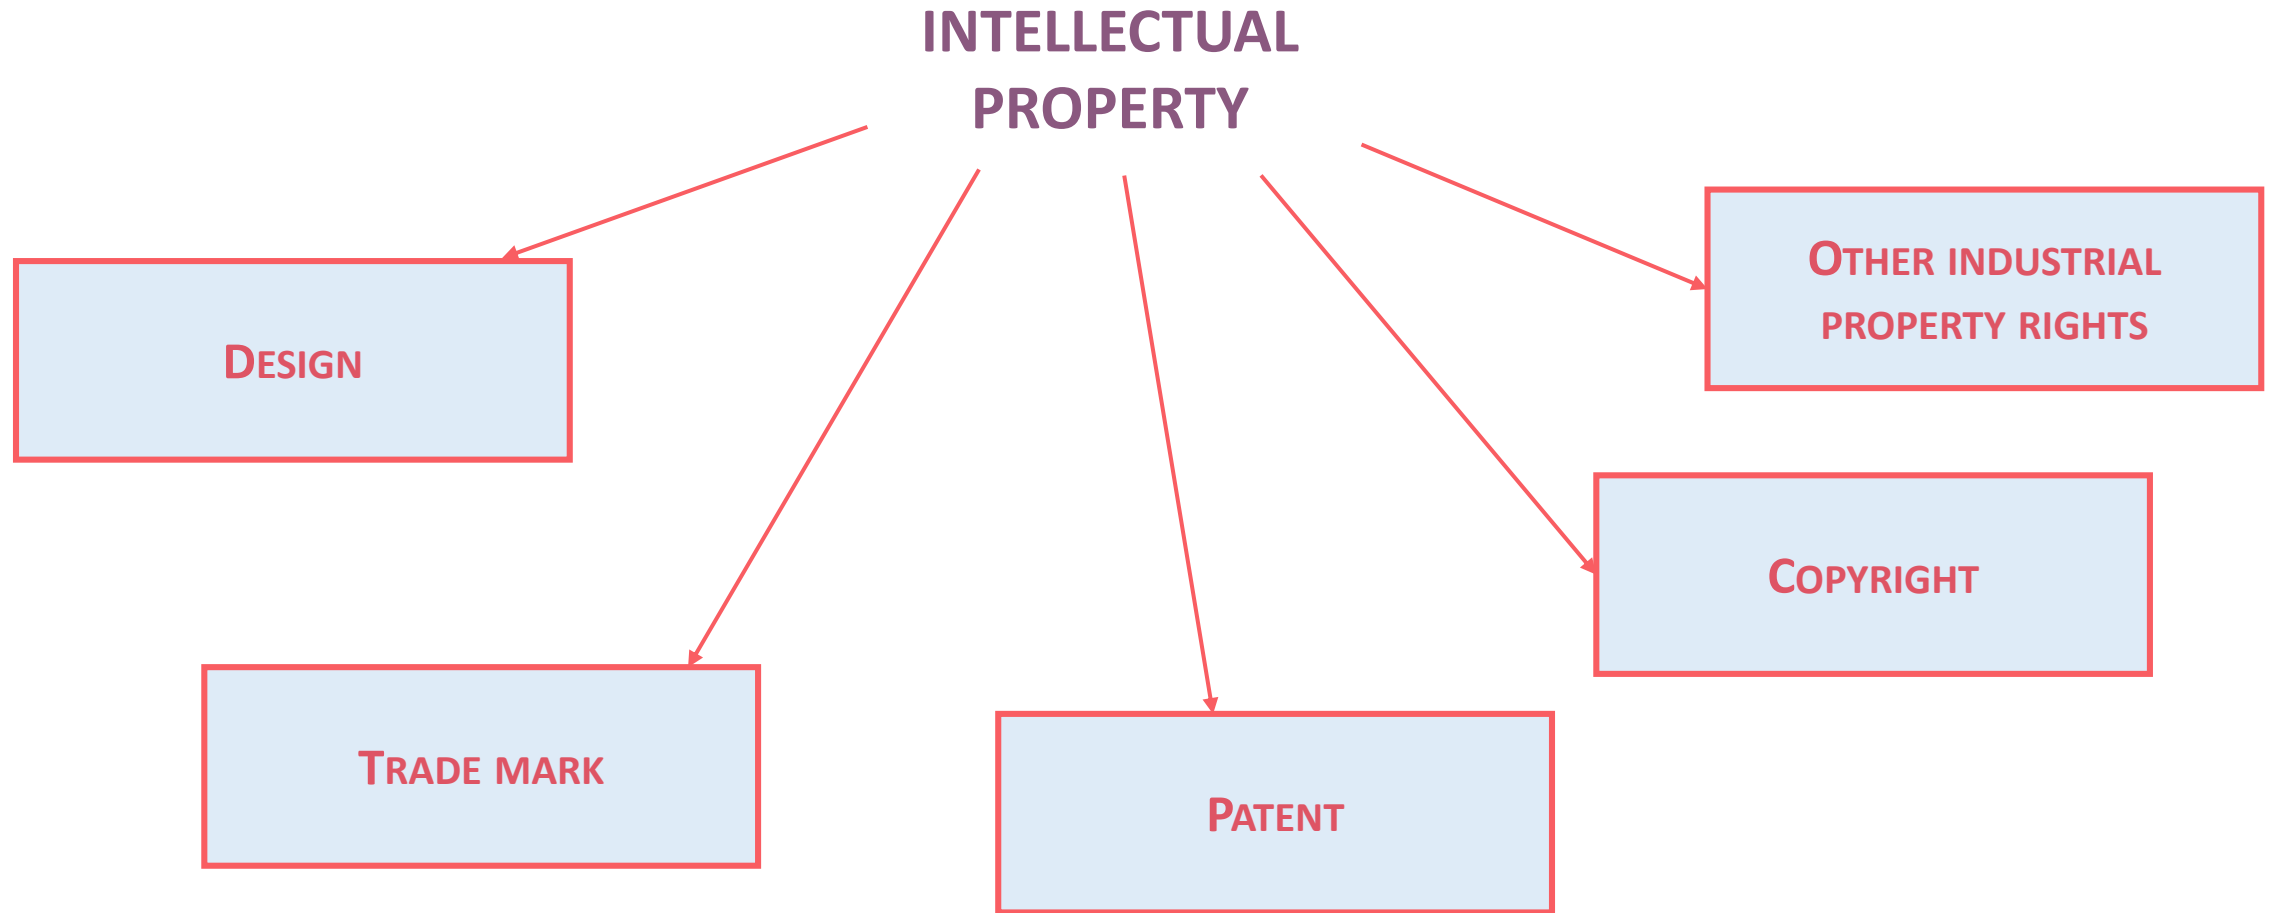 INTELLECTUAL
PROPERTY
OTHER INDUSTRIAL
PROPERTY RIGHTS
DESIGN
COPYRIGHT
TRADE MARK
PATENT